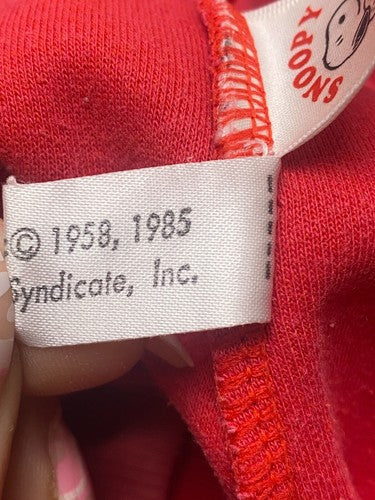 SNOOPY
© 1958, 1985
Syndicate, Inc.